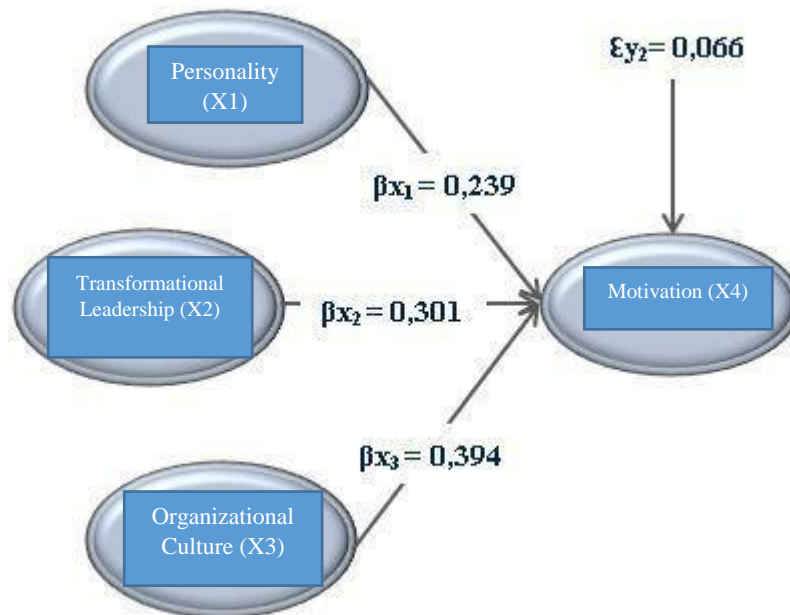 Personality
(X1)
Ɛy₂= 0,066
βx₁ = 0,239
Transformational
Leadership (X2)
βx₂ = 0,301
Motivation (X4)
βx₃ = 0,394
Organizational
Culture (X3)